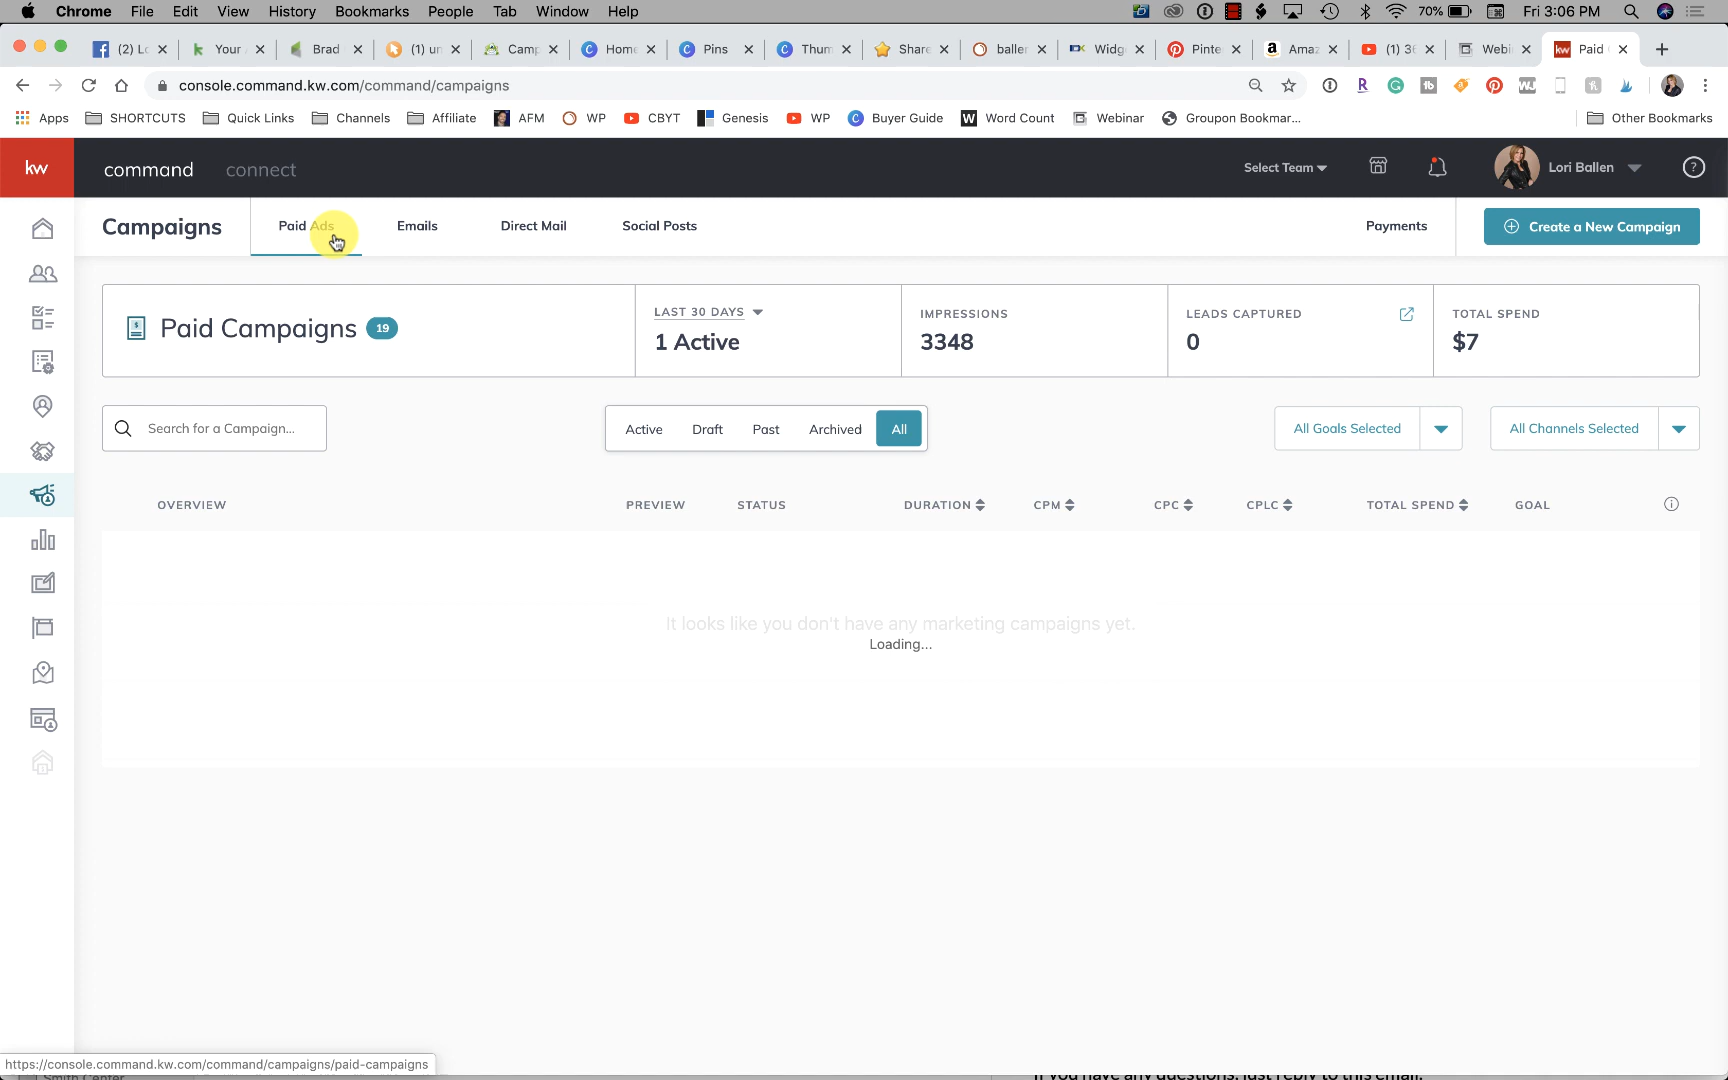 Chrome File Edit View History Bookmarks People Tab Window Help 70% Fri 3:06 PM
(2) Lo Your Brad (1) un Camp Home Pins Thum Share baller Widg Pinte Amaz (1) 36 Webi kw Paid
console.command.kw.com/command/campaigns
Apps SHORTCUTS Quick Links Channels Affiliate AFM WP CBYT Genesis WP Buyer Guide Word Count Webinar Groupon Bookmar... Other Bookmarks
kw command connect Select Team Lori Ballen
Campaigns Paid Ads Emails Direct Mail Social Posts Payments Create a New Campaign
Paid Campaigns 19
LAST 30 DAYS IMPRESSIONS LEADS CAPTURED TOTAL SPEND
1 Active 3348 0 $7
Search for a Campaign... Active Draft Past Archived All All Goals Selected All Channels Selected
OVERVIEW PREVIEW STATUS DURATION CPM CPC CPLC TOTAL SPEND GOAL
It looks like you don't have any marketing campaigns yet.
Loading...
https://console.command.kw.com/command/campaigns/paid-campaigns
Smith Center
If you have any questions, just reply to this email.